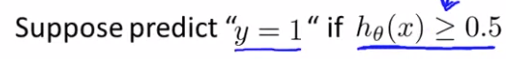 Suppose predict “y = 1“ if hθ(x) ≥ 0.5